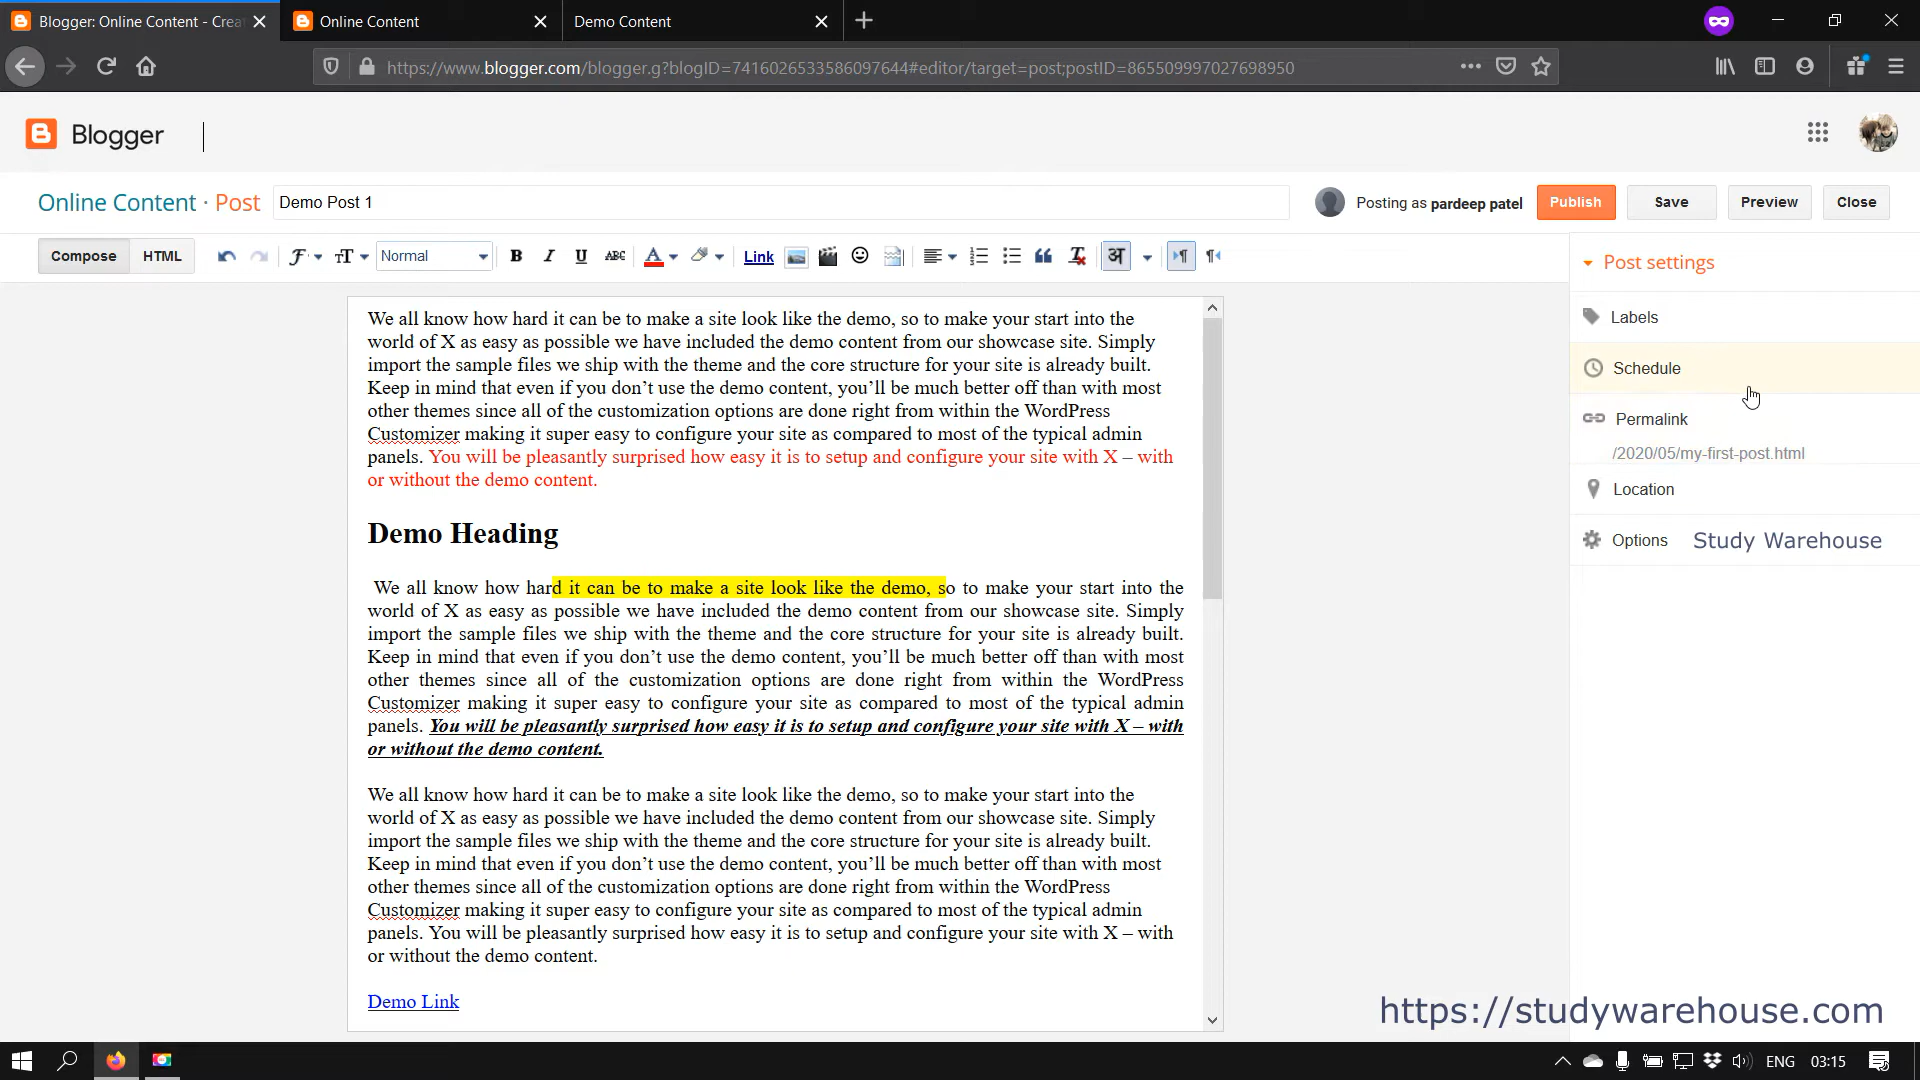 Blogger: Online Content - Crea
Online Content
Demo Content
https://www.blogger.com/blogger.g?blogID=7416026533586097644#editor/target=post;postID=865509997027698950
Blogger
Online Content · Post
Demo Post 1
Posting as pardeep patel
Publish
Save
Preview
Close
Compose
HTML
Normal
B
I
U
ABC
A
Link
अ
We all know how hard it can be to make a site look like the demo, so to make your start into the
world of X as easy as possible we have included the demo content from our showcase site. Simply
import the sample files we ship with the theme and the core structure for your site is already built.
Keep in mind that even if you don’t use the demo content, you’ll be much better off than with most
other themes since all of the customization options are done right from within the WordPress
Customizer making it super easy to configure your site as compared to most of the typical admin
panels. You will be pleasantly surprised how easy it is to setup and configure your site with X – with
or without the demo content.
Demo Heading
We all know how hard it can be to make a site look like the demo, so to make your start into the
world of X as easy as possible we have included the demo content from our showcase site. Simply
import the sample files we ship with the theme and the core structure for your site is already built.
Keep in mind that even if you don’t use the demo content, you’ll be much better off than with most
other themes since all of the customization options are done right from within the WordPress
Customizer making it super easy to configure your site as compared to most of the typical admin
panels. You will be pleasantly surprised how easy it is to setup and configure your site with X – with
or without the demo content.
We all know how hard it can be to make a site look like the demo, so to make your start into the
world of X as easy as possible we have included the demo content from our showcase site. Simply
import the sample files we ship with the theme and the core structure for your site is already built.
Keep in mind that even if you don’t use the demo content, you’ll be much better off than with most
other themes since all of the customization options are done right from within the WordPress
Customizer making it super easy to configure your site as compared to most of the typical admin
panels. You will be pleasantly surprised how easy it is to setup and configure your site with X – with
or without the demo content.
Demo Link
Post settings
Labels
Schedule
Permalink
/2020/05/my-first-post.html
Location
Options
Study Warehouse
https://studywarehouse.com
ENG
03:15